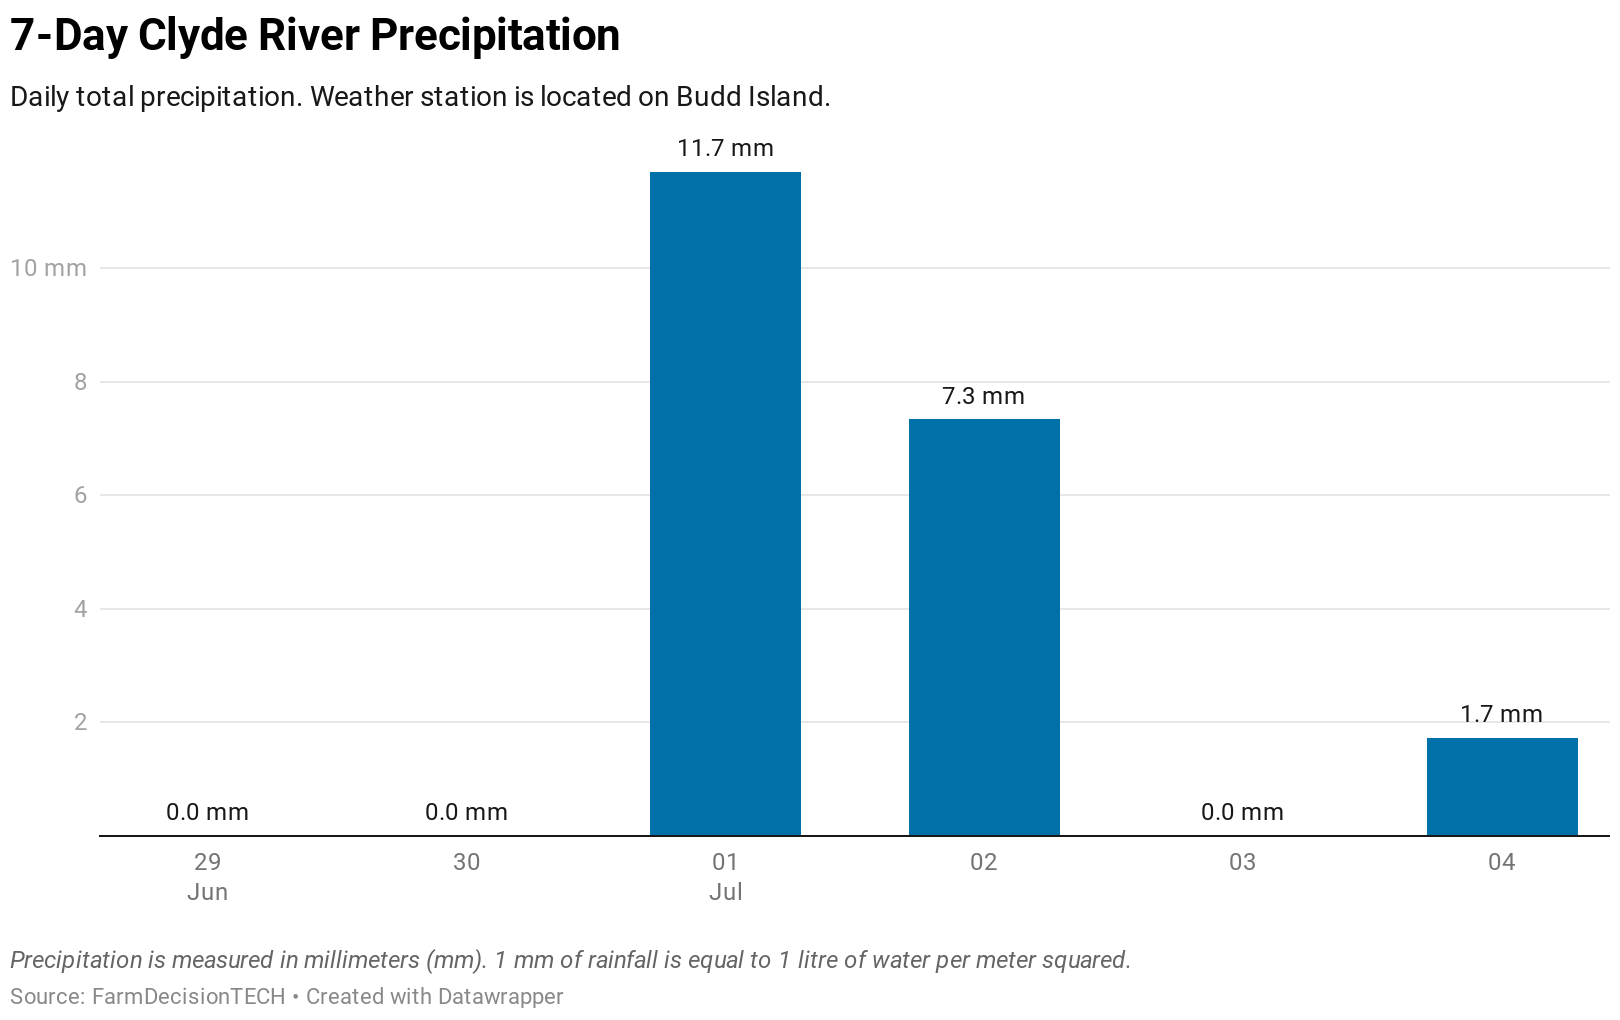 7-Day Clyde River Precipitation
Daily total precipitation. Weather station is located on Budd Island.
11.7 mm
10 mm
8
7.3 mm
6
4
1.7 mm
2
0.0 mm
0.0 mm
0.0 mm
29
30
01
02
03
04
Jun
Jul
Precipitation is measured in millimeters (mm). 1 mm of rainfall is equal to 1 litre of water per meter squared.
Source: FarmDecisionTECH • Created with Datawrapper